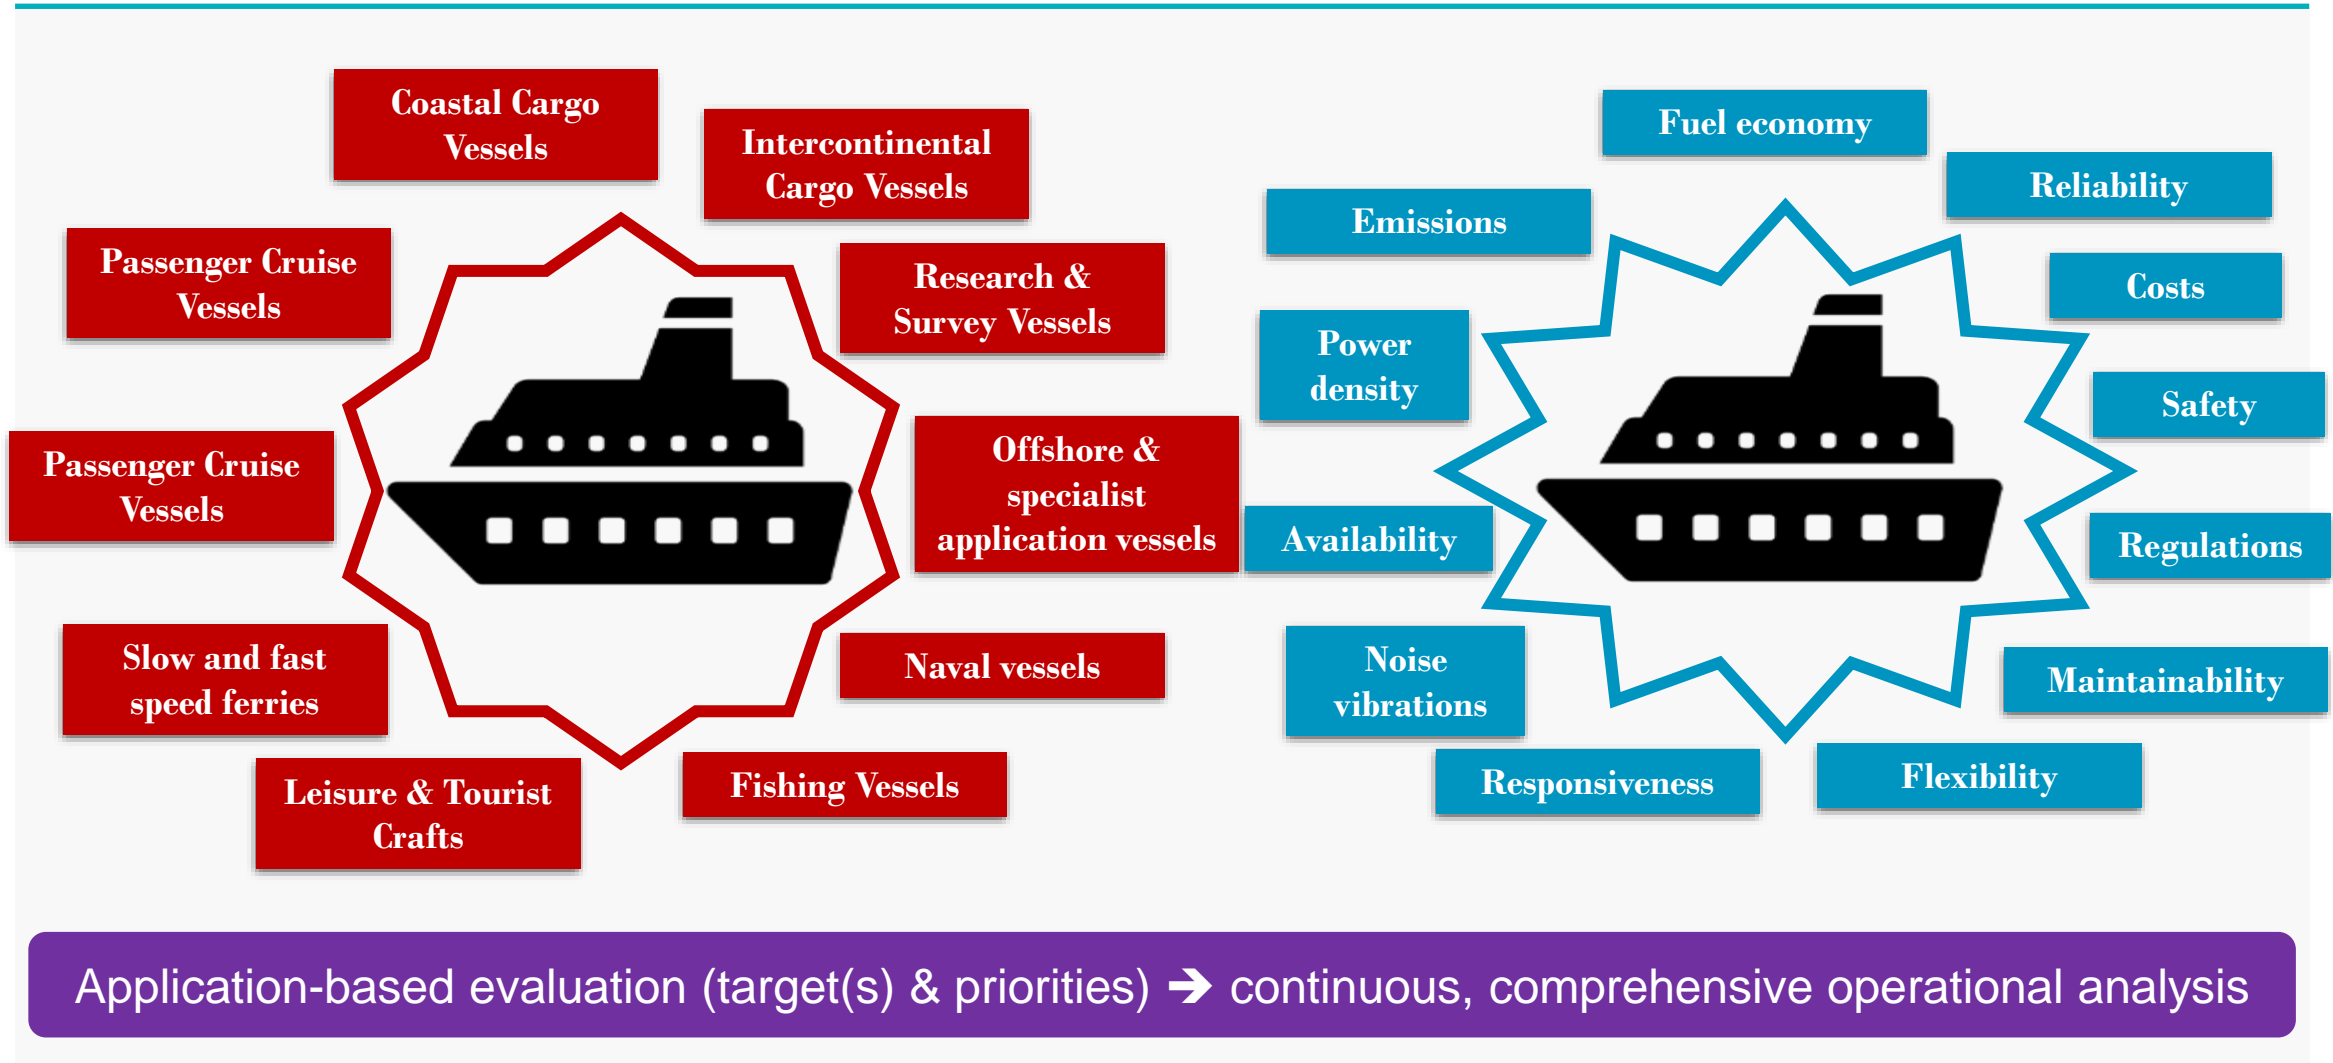 Coastal Cargo
Vessels
Intercontinental
Cargo Vessels
Passenger Cruise
Vessels
Research &
Survey Vessels
Passenger Cruise
Vessels
Offshore &
specialist
application vessels
Slow and fast
speed ferries
Naval vessels
Leisure & Tourist
Crafts
Fishing Vessels
Fuel economy
Reliability
Emissions
Costs
Power
density
Safety
Availability
Regulations
Noise
vibrations
Maintainability
Responsiveness
Flexibility
Application-based evaluation (target(s) & priorities) ➔ continuous, comprehensive operational analysis